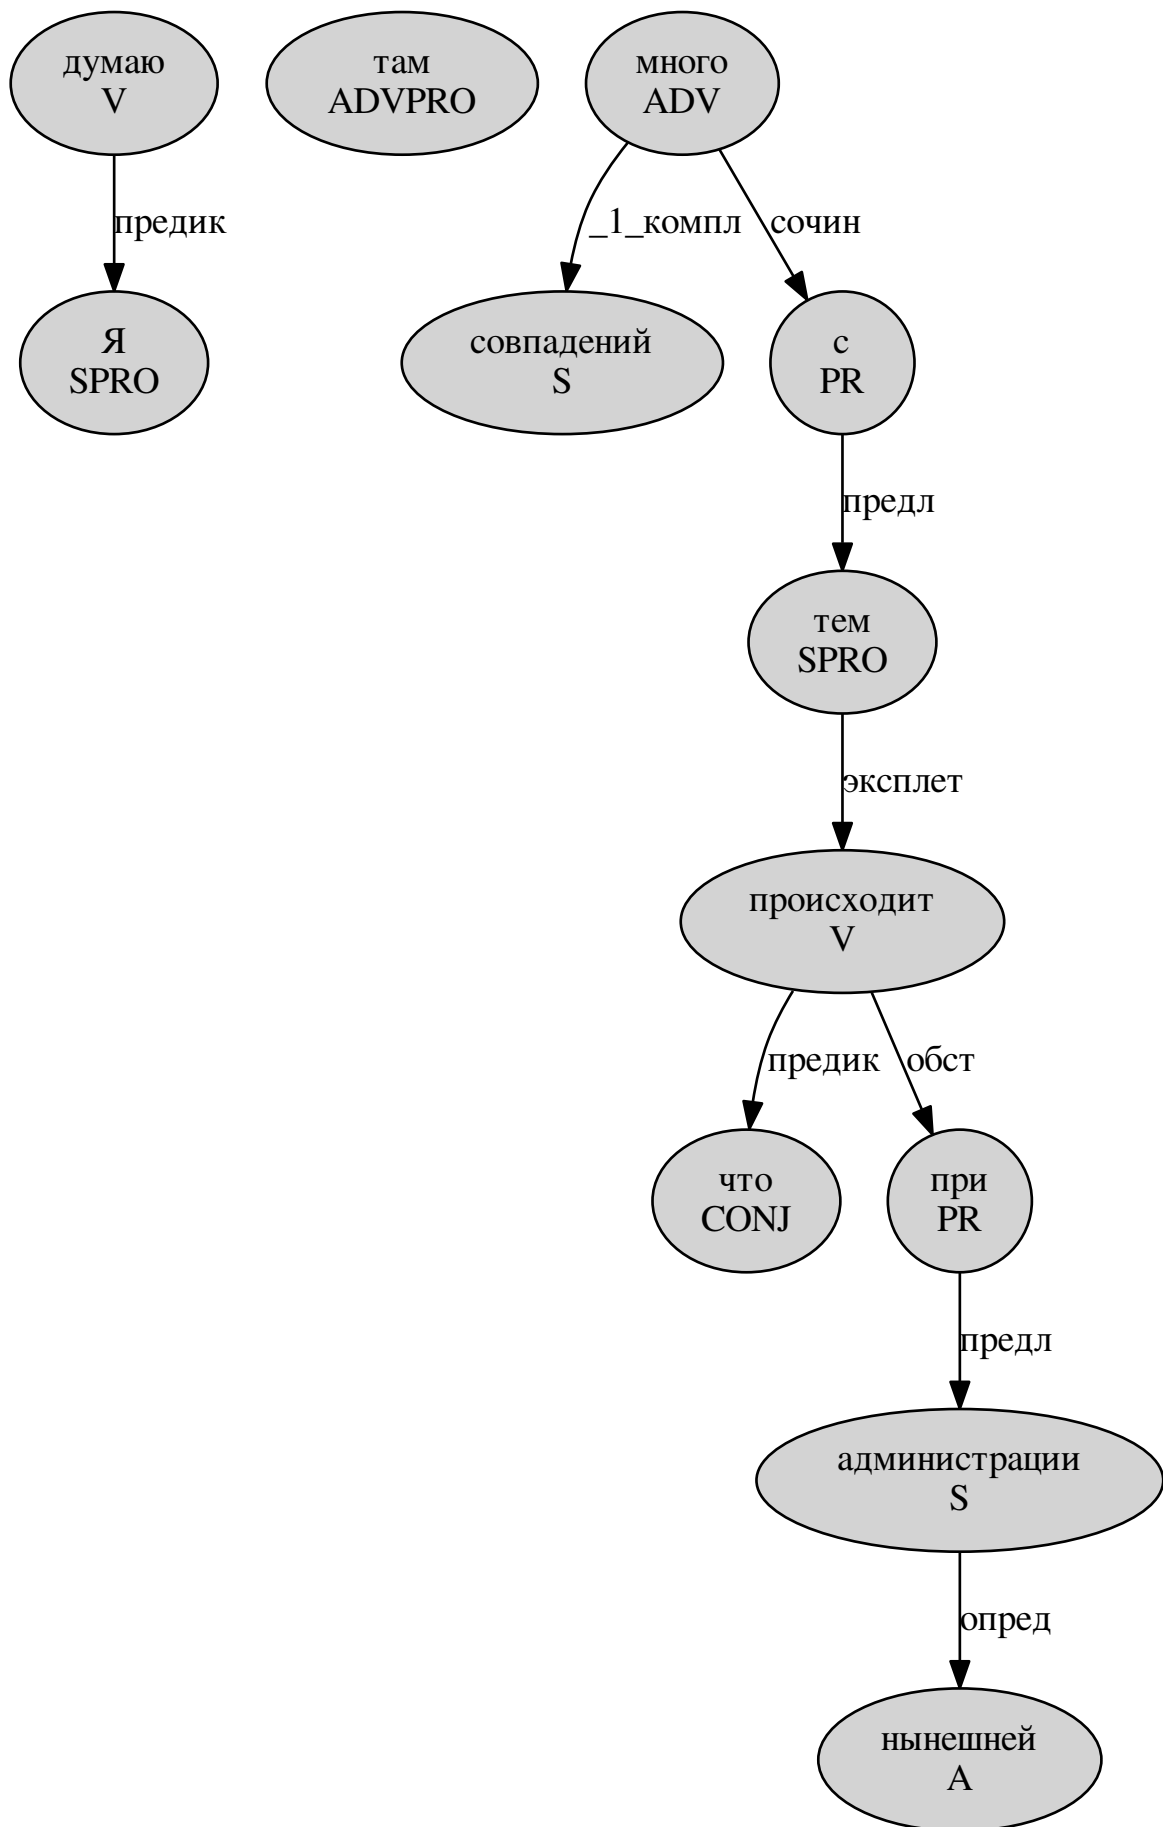 думаю
V
там
ADVPRO
много
ADV
предик
_1_компл
сочин
Я
SPRO
совпадений
S
с
PR
предл
тем
SPRO
эксплет
происходит
V
предик
обст
что
CONJ
при
PR
предл
администрации
S
опред
нынешней
A